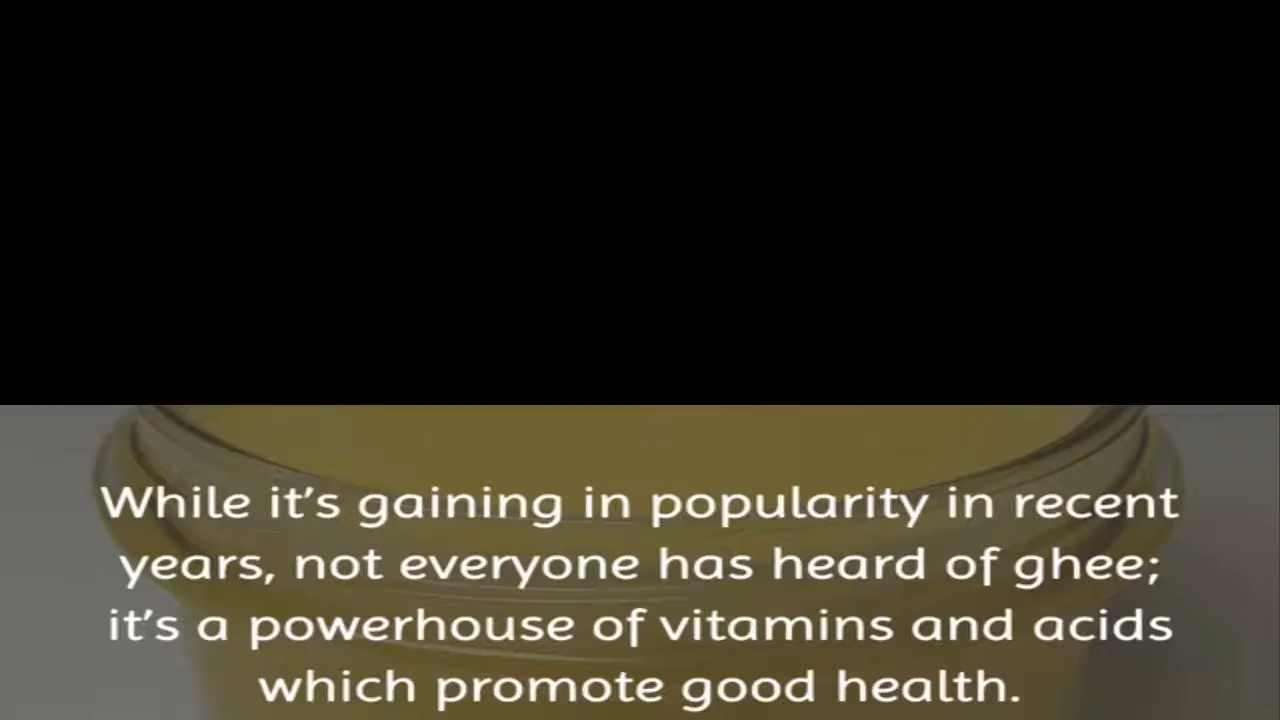 While it's gaining in popularity in recent
years, not everyone has heard of ghee;
it's a powerhouse of vitamins and acids
which promote good health.